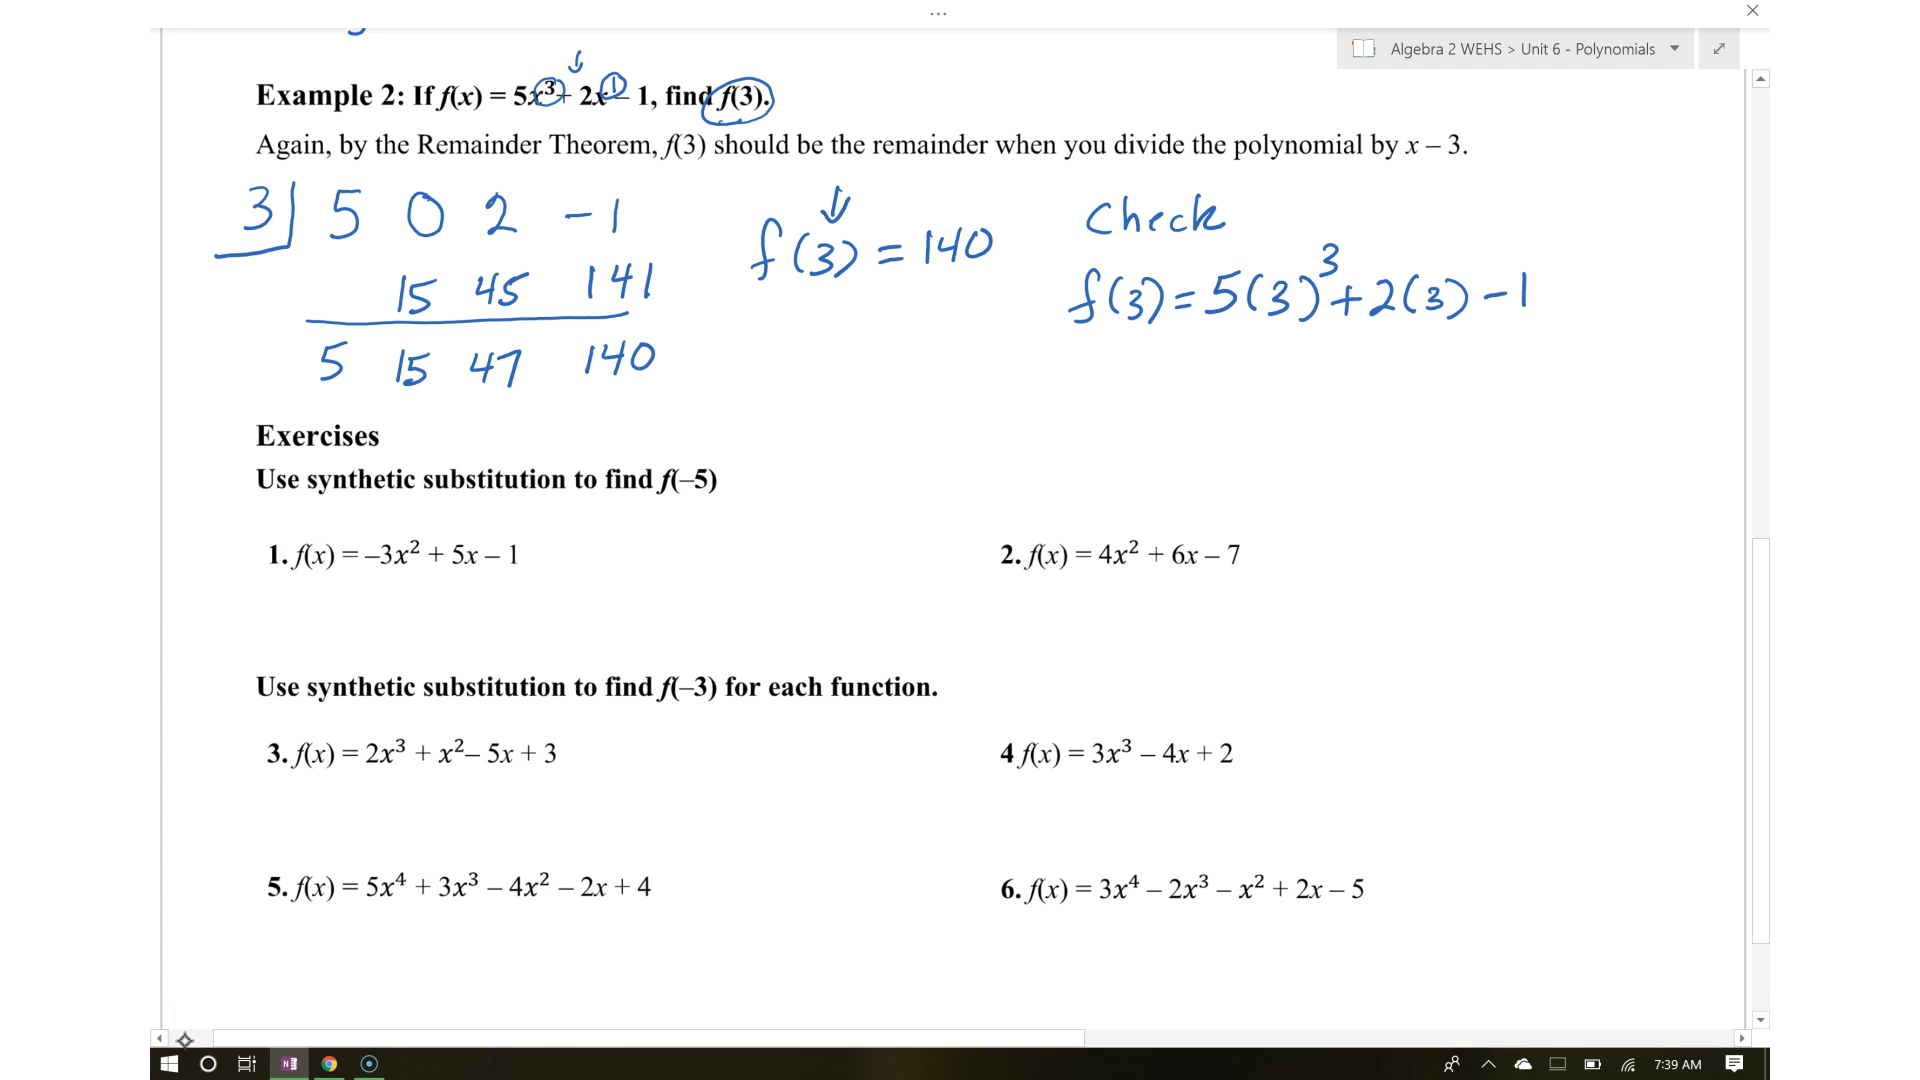 Algebra 2 WEHS > Unit 6 - Polynomials
Example 2: If f(x) = 5x³+ 2x – 1, find f(3).
1
Again, by the Remainder Theorem, f(3) should be the remainder when you divide the polynomial by x – 3.
3 5 0 2 -1
15 45 141
5 15 47 140
f(3) = 140
Check
f(3) = 5(3)³ + 2(3) - 1
Exercises
Use synthetic substitution to find f(–5)
1. f(x) = –3x² + 5x – 1
2. f(x) = 4x² + 6x – 7
Use synthetic substitution to find f(–3) for each function.
3. f(x) = 2x³ + x²– 5x + 3
4 f(x) = 3x³ – 4x + 2
5. f(x) = 5x⁴ + 3x³ – 4x² – 2x + 4
6. f(x) = 3x⁴ – 2x³ – x² + 2x – 5
7:39 AM